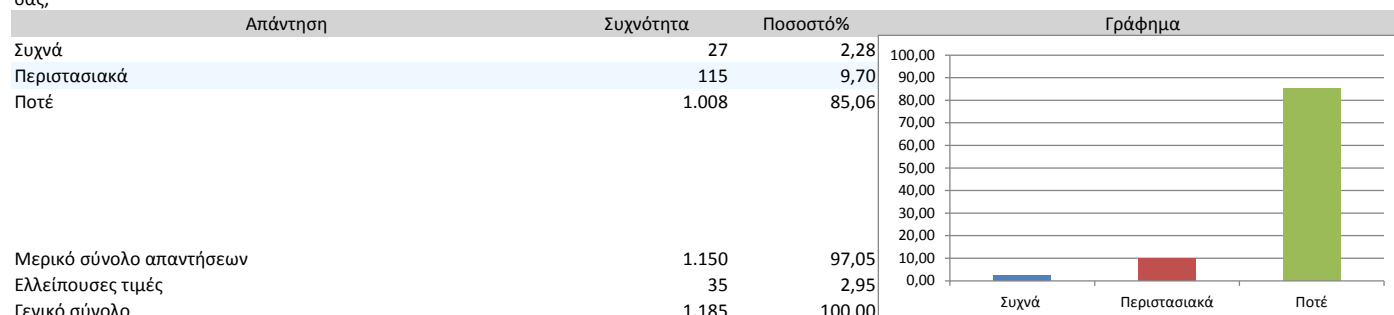 σας;
Απάντηση Συχνότητα Ποσοστό% Γράφημα
Συχνά 27 2,28
Περιστασιακά 115 9,70
Ποτέ 1.008 85,06
Μερικό σύνολο απαντήσεων 1.150 97,05
Ελλείπουσες τιμές 35 2,95
Γενικό σύνολο 1.185 100,00
100,00
90,00
80,00
70,00
60,00
50,00
40,00
30,00
20,00
10,00
0,00
Συχνά Περιστασιακά Ποτέ